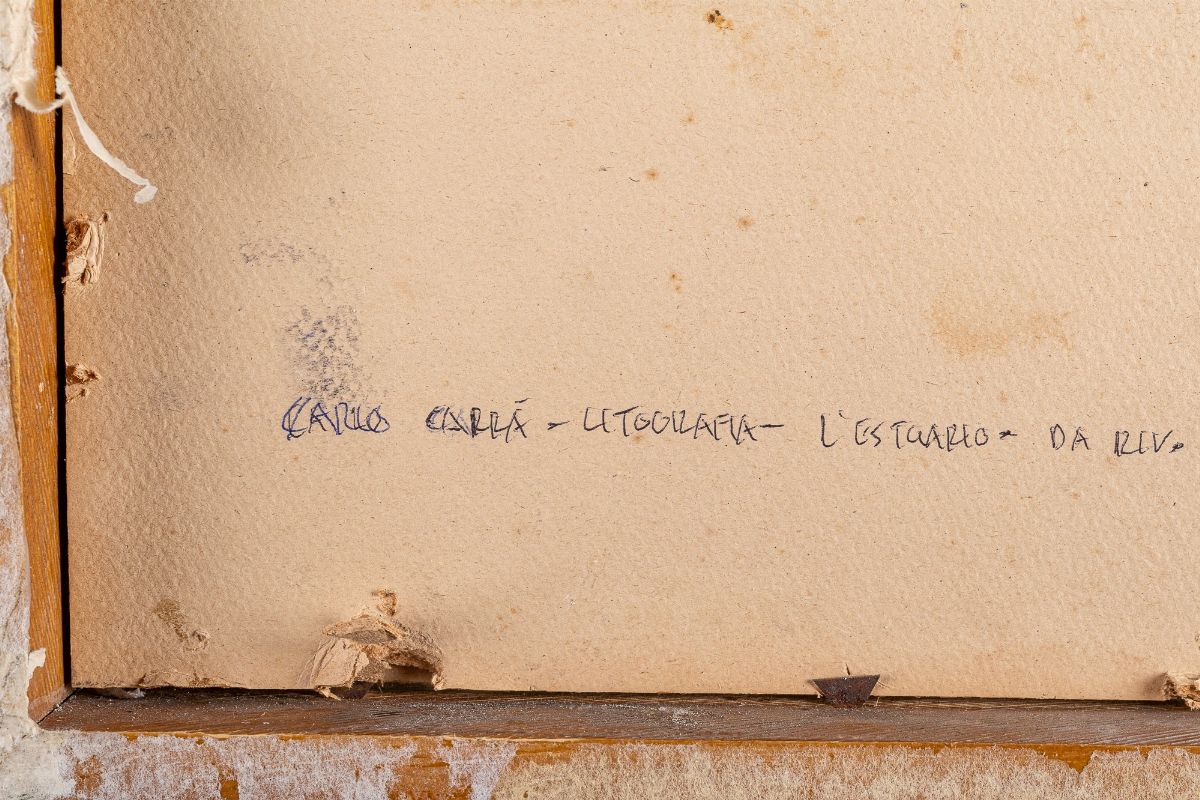 CARLO CARRÀ - LITOGRAFIA - L'ESTUARIO - DA RIV.